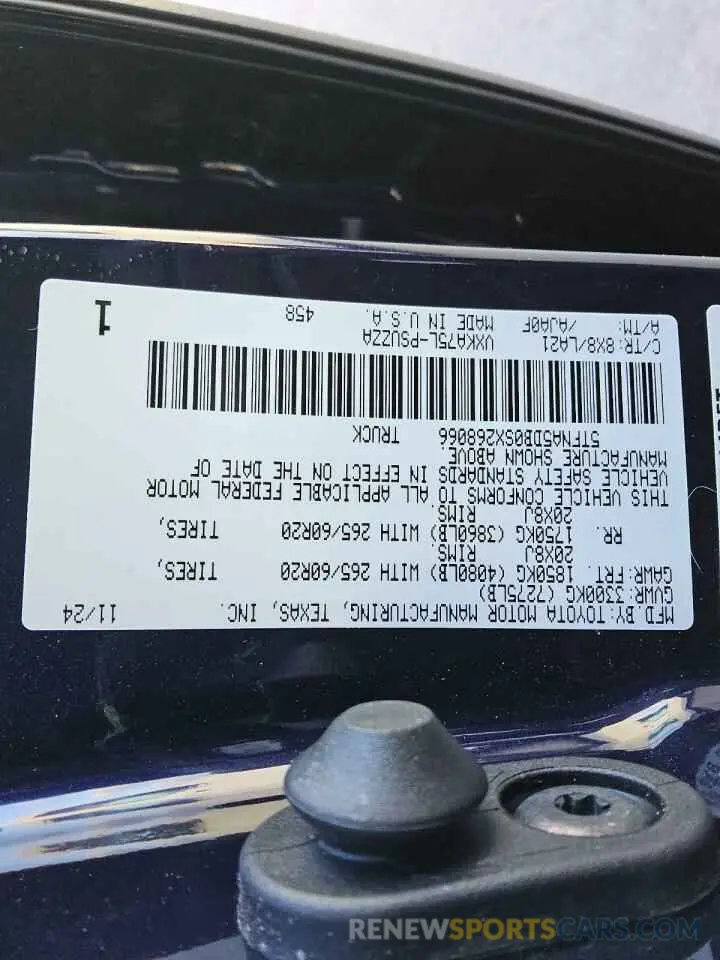 MFD.BY: TOYOTA MOTOR MANUFACTURING, TEXAS, INC. 11/24
GVWR: 3300KG (7275LB)
GAWR: FRT. 1850KG (4080LB) WITH 265/60R20 TIRES,
20X8J RIMS
RR. 1750KG (3860LB) WITH 265/60R20 TIRES,
20X8J RIMS
THIS VEHICLE CONFORMS TO ALL APPLICABLE FEDERAL MOTOR
VEHICLE SAFETY STANDARDS IN EFFECT ON THE DATE OF
MANUFACTURE SHOWN ABOVE.
5TFNA5DB0SX268066 TRUCK
C/TR: 8X8/LA21 VXKA75L-PSUZZA
A/TM: /AJA0F MADE IN U.S.A. 458
1
RENEWSPORTSCARS.COM